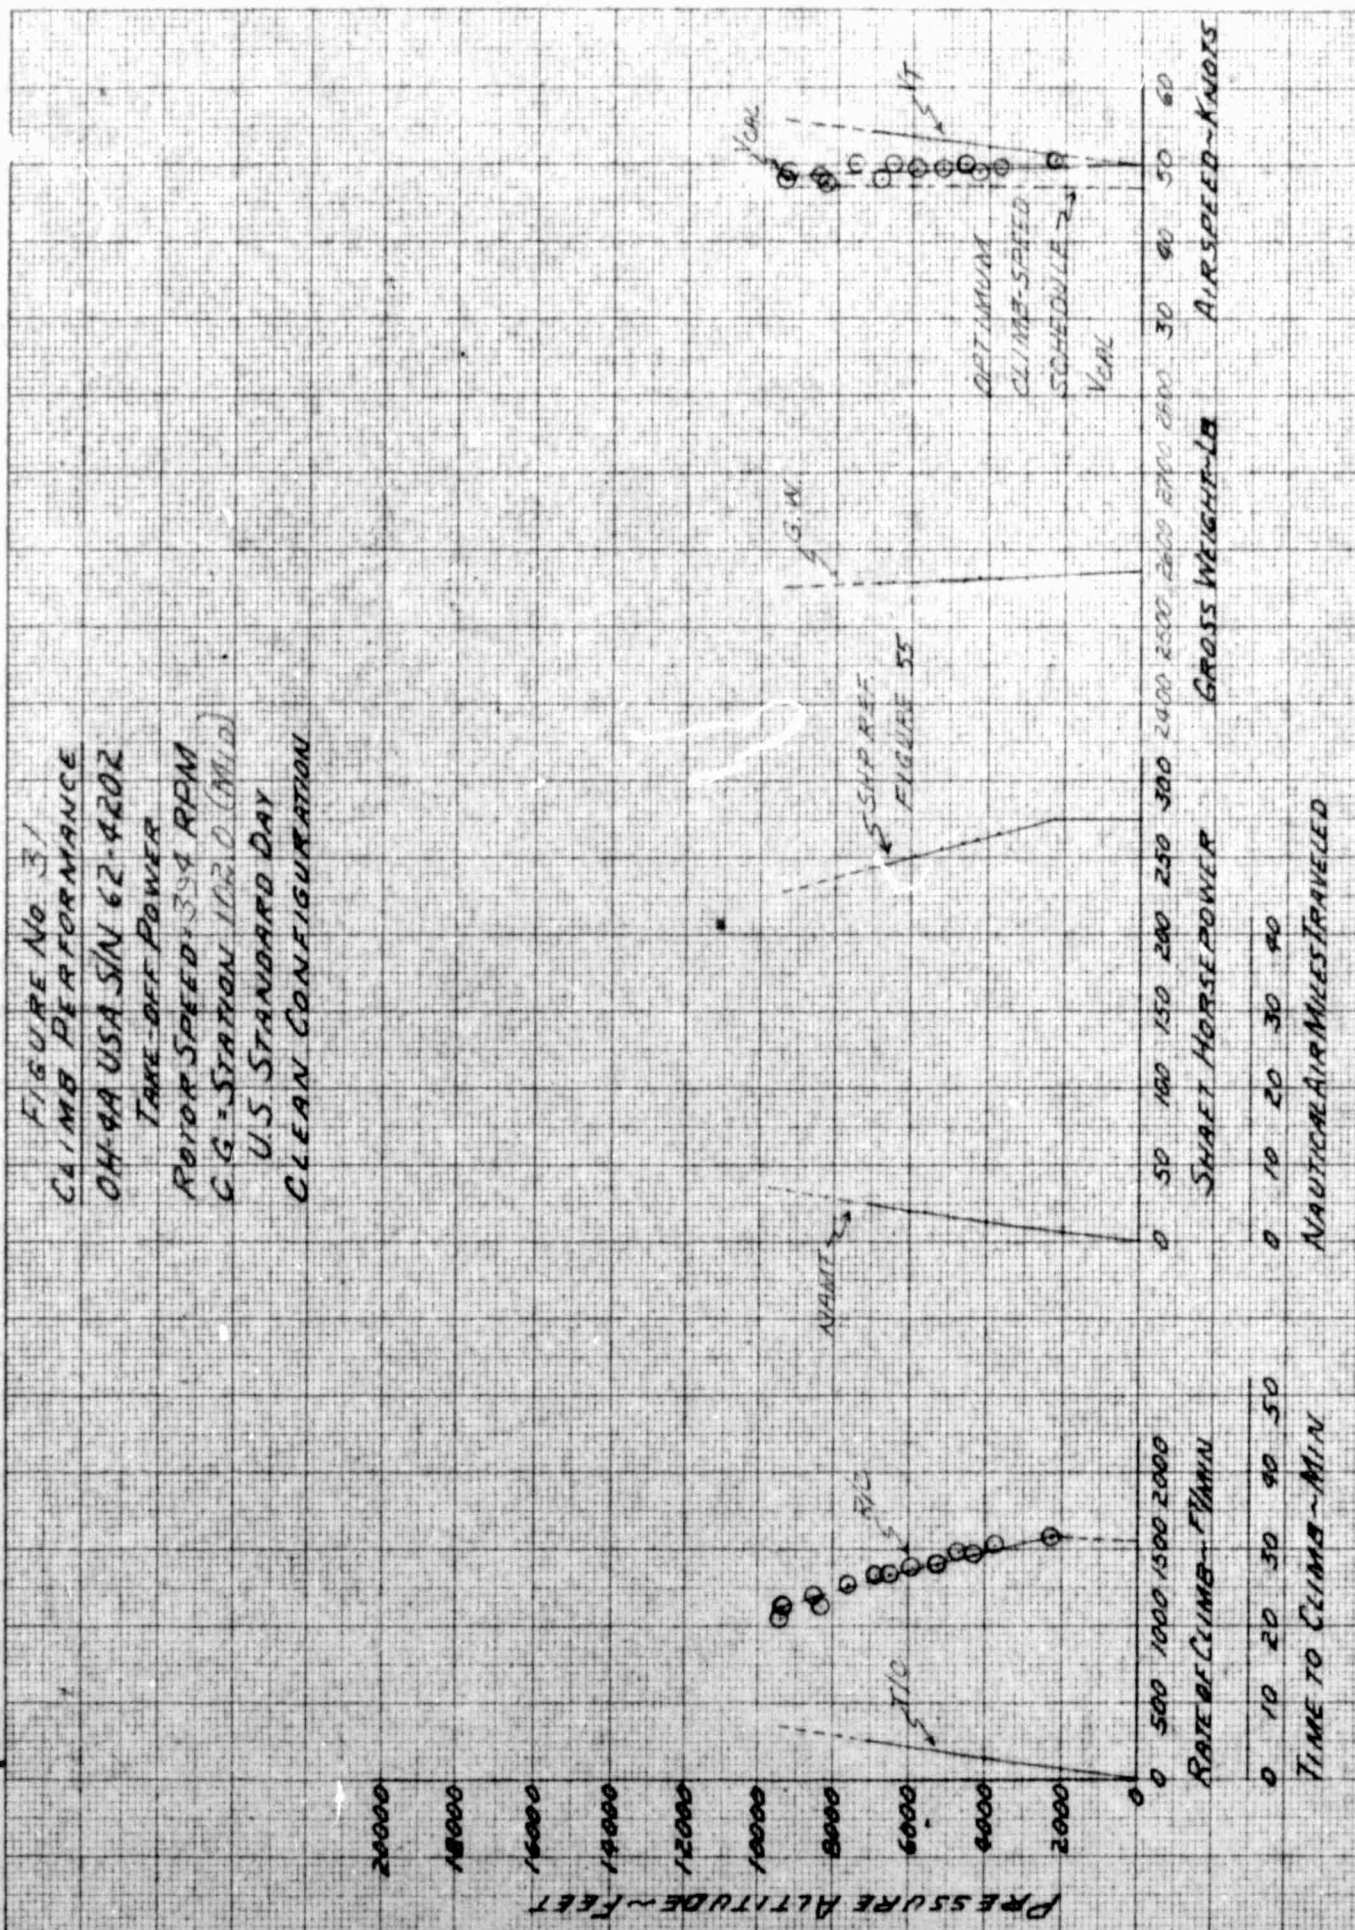 FIGURE No. 31
CLIMB PERFORMANCE
OH-4A USA S/N 62-4202
TAKE-OFF POWER
ROTOR SPEED = 394 RPM
C.G. = STATION 102.0 (MID)
U.S. STANDARD DAY
CLEAN CONFIGURATION
PRESSURE ALTITUDE ~ FEET
20000
18000
16000
14000
12000
10000
8000
6000
4000
2000
0
T/C
R/C
NAMT
SHP REF.
FIGURE 55
G.W.
VCAL
VT
OPTIMUM
CLIMB-SPEED
SCHEDULE
VCAL
0 500 1000 1500 2000
RATE OF CLIMB ~ FT/MIN
0 10 20 30 40 50
TIME TO CLIMB ~ MIN
0 50 100 150 200 250 300
SHAFT HORSEPOWER
0 10 20 30 40
NAUTICAL AIR MILES TRAVELED
2400 2500 2600 2700 2800
GROSS WEIGHT ~ LB
30 40 50 60
AIRSPEED ~ KNOTS